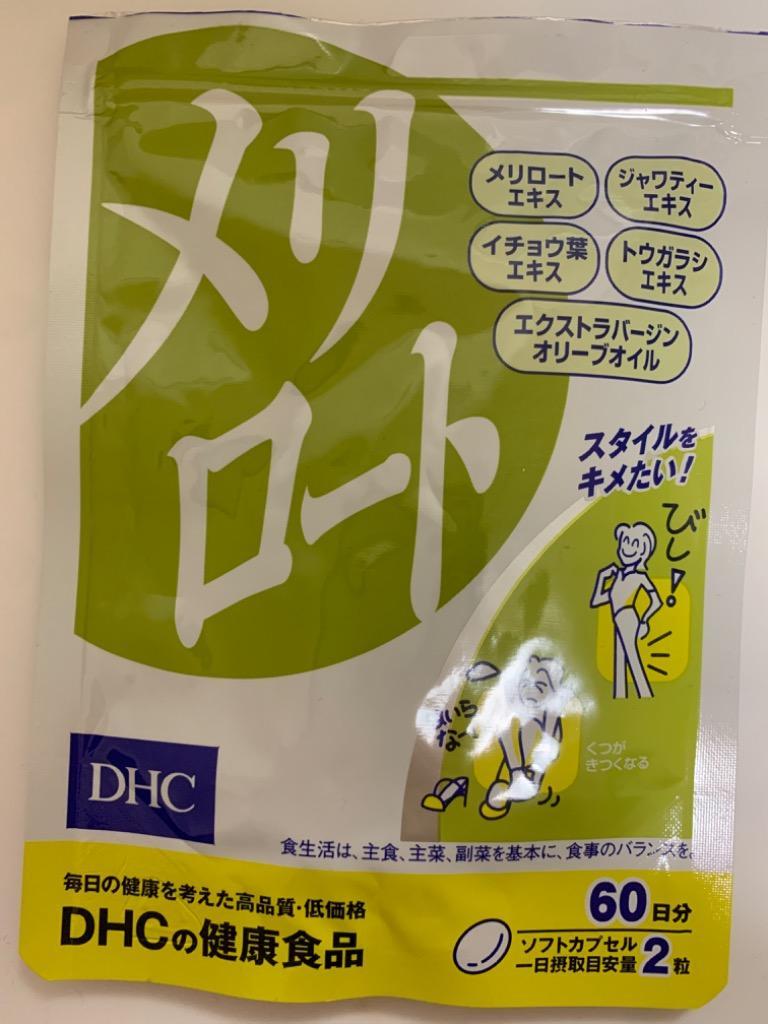 メリ
ロート
メリロート
エキス
ジャワティー
エキス
イチョウ葉
エキス
トウガラシ
エキス
エクストラバージン
オリーブオイル
スタイルを
キメたい!
びし!
くつが
きつくなる
DHC
食生活は、主食、主菜、副菜を基本に、食事のバランスを。
毎日の健康を考えた高品質・低価格
DHCの健康食品
60日分
ソフトカプセル
一日摂取目安量 2粒